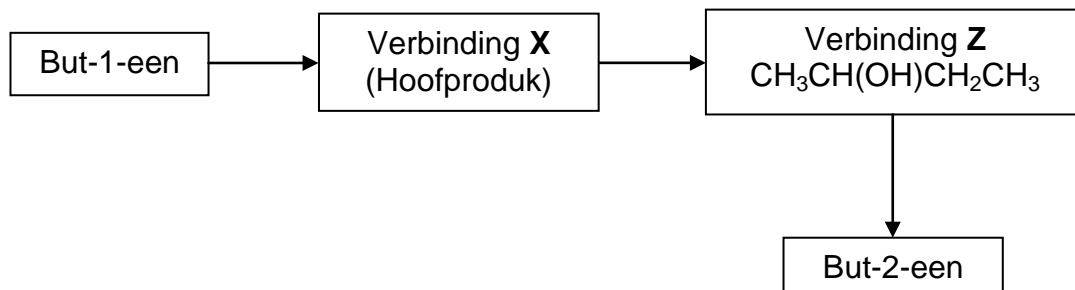 But-1-een
Verbinding X
(Hoofproduk)
Verbinding Z
CH₃CH(OH)CH₂CH₃
But-2-een